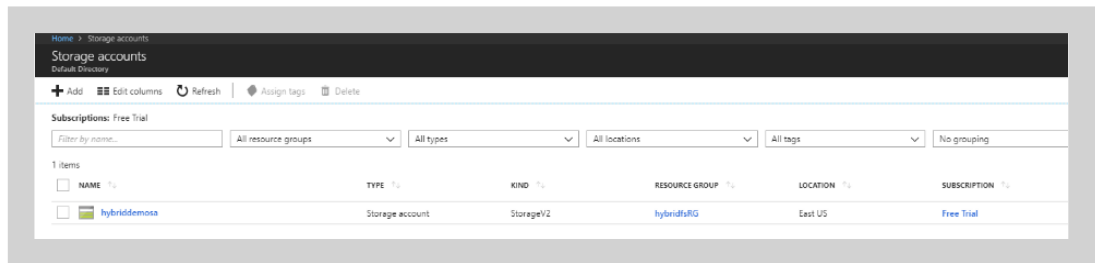 Home > Storage accounts
Storage accounts
Default Directory
Add Edit columns Refresh Assign tags Delete
Subscriptions: Free Trial
Filter by name... All resource groups All types All locations All tags No grouping
1 items
NAME TYPE KIND RESOURCE GROUP LOCATION SUBSCRIPTION
hybriddemosa Storage account StorageV2 hybridfsRG East US Free Trial